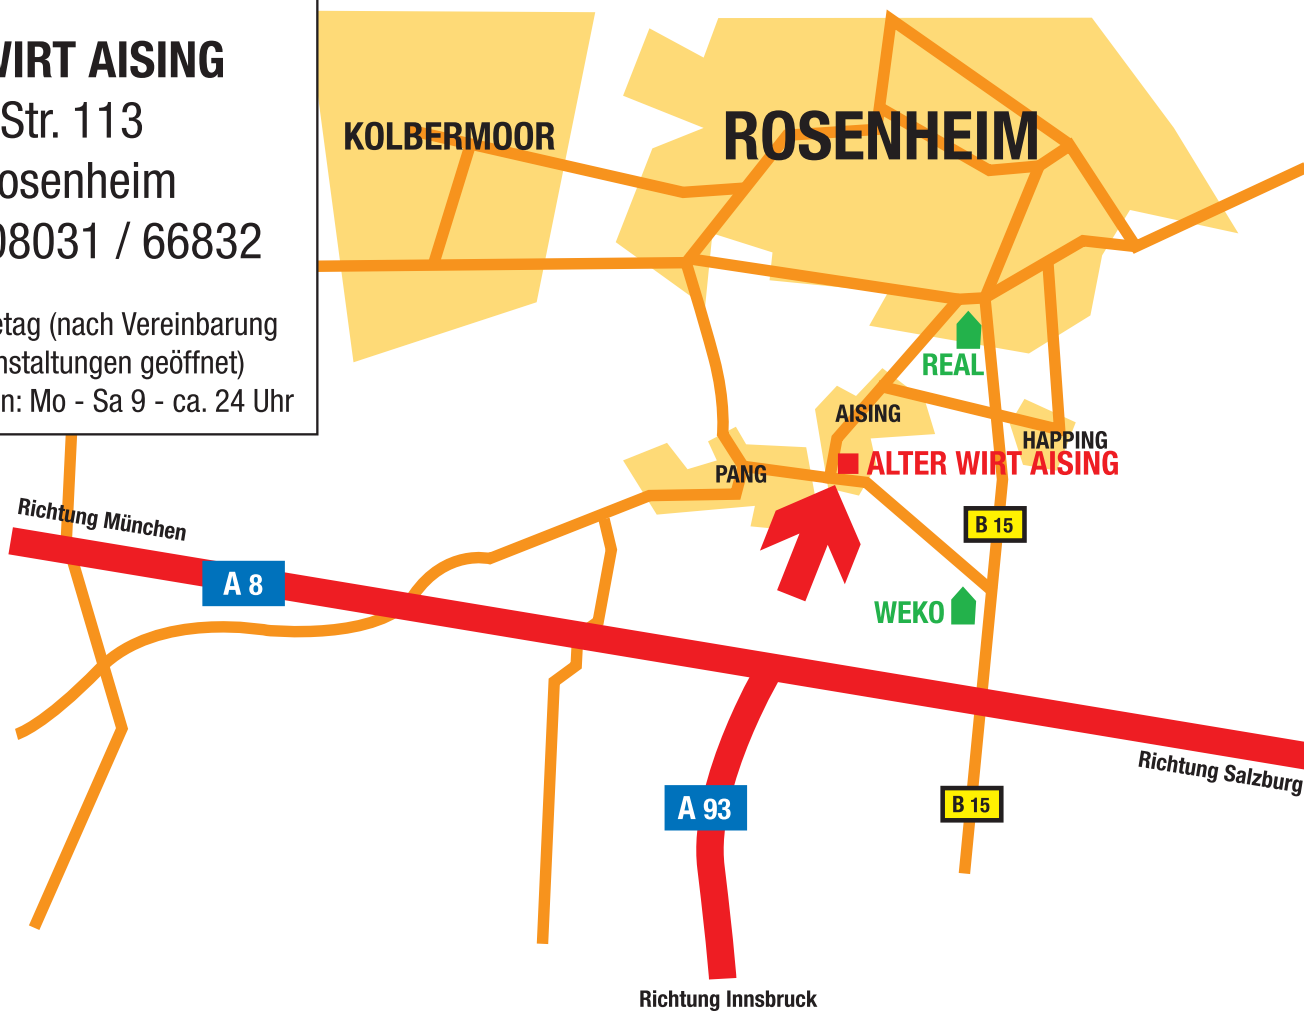 WIRT AISING
Str. 113
osenheim
08031 / 66832
etag (nach Vereinbarung
nstaltungen geöffnet)
n: Mo - Sa 9 - ca. 24 Uhr
KOLBERMOOR
ROSENHEIM
REAL
AISING
HAPPING
ALTER WIRT AISING
PANG
Richtung München
B 15
A 8
WEKO
Richtung Salzburg
A 93
B 15
Richtung Innsbruck